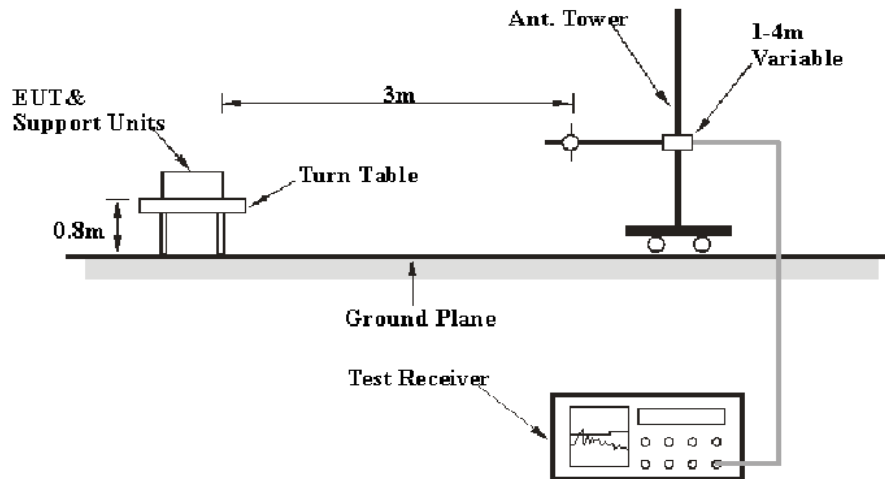 Ant. Tower
1-4m
Variable
3m
EUT &
Support Units
Turn Table
0.8m
Ground Plane
Test Receiver